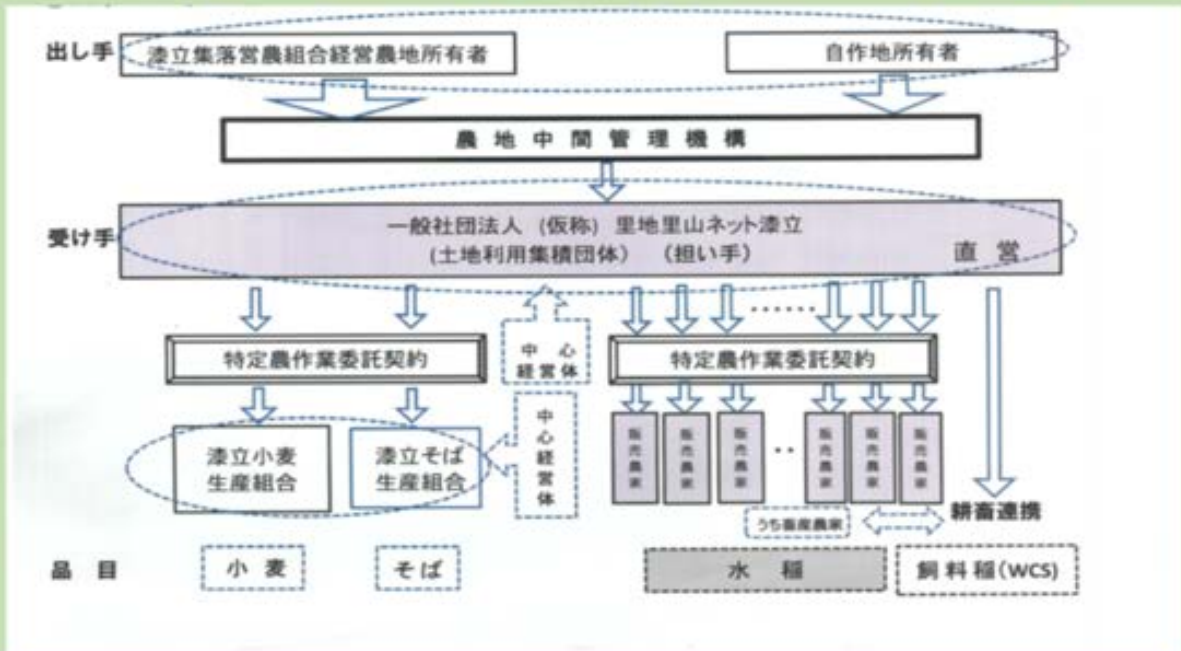 出し手
漆立集落営農組合経営農地所有者
自作地所有者
農地中間管理機構
受け手
一般社団法人 (仮称) 里地里山ネット漆立
(土地利用集積団体) (担い手)
直営
特定農作業委託契約
中心
経営体
特定農作業委託契約
漆立小麦
生産組合
漆立そば
生産組合
中心経営体
販売農家
販売農家
販売農家
‥
販売農家
販売農家
販売農家
うち畜産農家
耕畜連携
品目
小麦
そば
水稲
飼料稲(WCS)